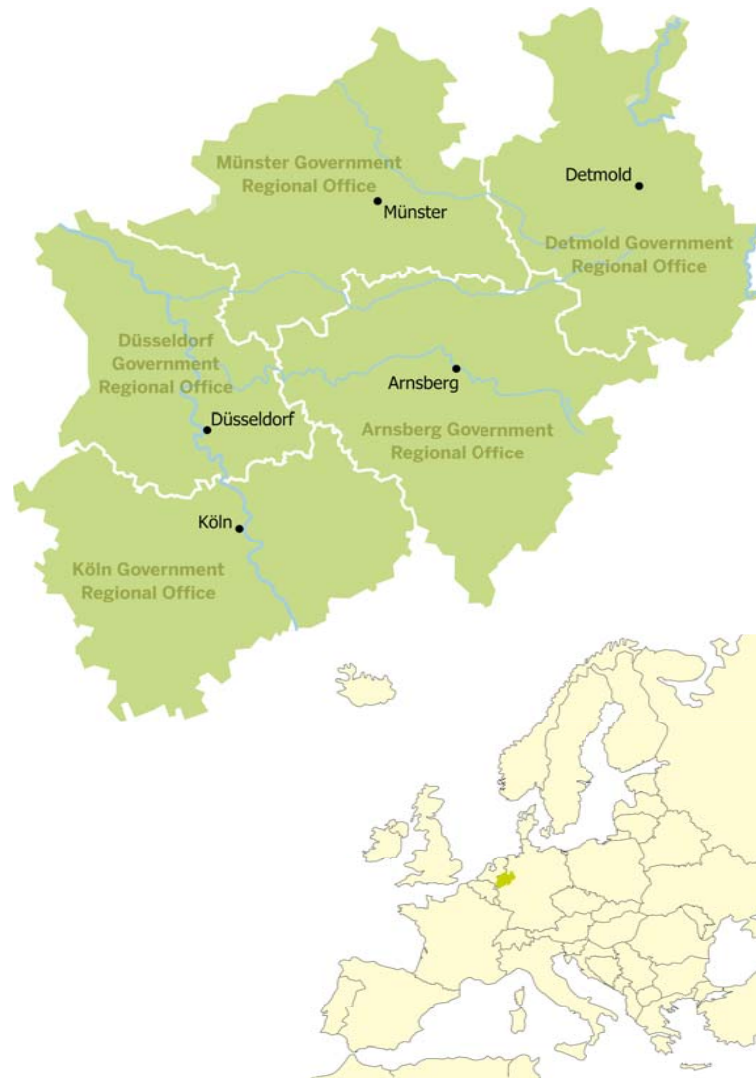 Münster Government
Regional Office
Münster
Detmold
Detmold Government
Regional Office
Düsseldorf
Government
Regional Office
Düsseldorf
Arnsberg
Arnsberg Government
Regional Office
Köln
Köln Government
Regional Office